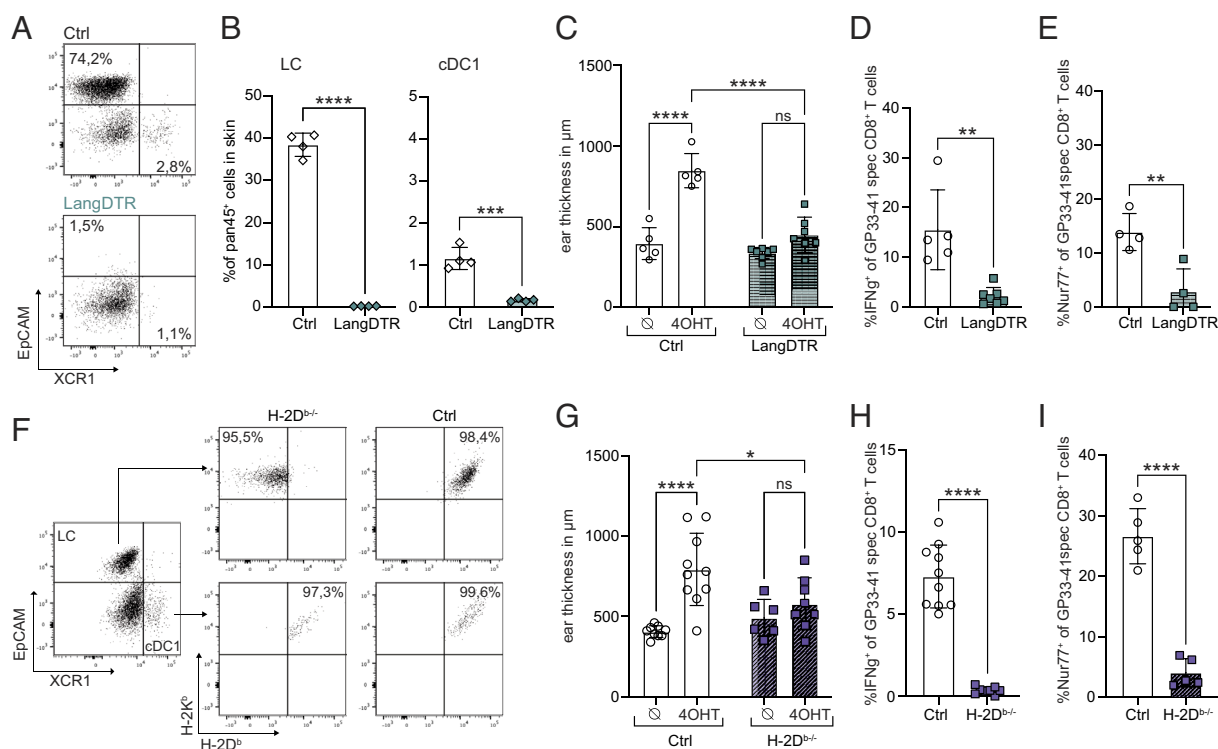 A
Ctrl
74,2%
2,8%
LangDTR
1,5%
1,1%
EpCAM
XCR1
B
LC
cDC1
%of pan45⁺ cells in skin
50
40
30
20
10
0
****
Ctrl
LangDTR
5
4
3
2
1
0
***
Ctrl
LangDTR
C
ear thickness in µm
1500
1000
500
0
****
****
ns
∅
4OHT
∅
4OHT
Ctrl
LangDTR
D
%IFNg⁺ of GP33-41 spec CD8⁺ T cells
40
30
20
10
0
**
Ctrl
LangDTR
E
%Nur77⁺ of GP33-41spec CD8⁺ T cells
40
30
20
10
0
**
Ctrl
LangDTR
F
H-2Dᵇ⁻/⁻
Ctrl
95,5%
98,4%
LC
cDC1
EpCAM
XCR1
97,3%
99,6%
H-2Kᵇ
H-2Dᵇ
G
ear thickness in µm
1500
1000
500
0
*
****
ns
∅
4OHT
∅
4OHT
Ctrl
H-2Dᵇ⁻/⁻
H
%IFNg⁺ of GP33-41 spec CD8⁺ T cells
15
10
5
0
****
Ctrl
H-2Dᵇ⁻/⁻
I
%Nur77⁺ of GP33-41spec CD8⁺ T cells
40
30
20
10
0
****
Ctrl
H-2Dᵇ⁻/⁻